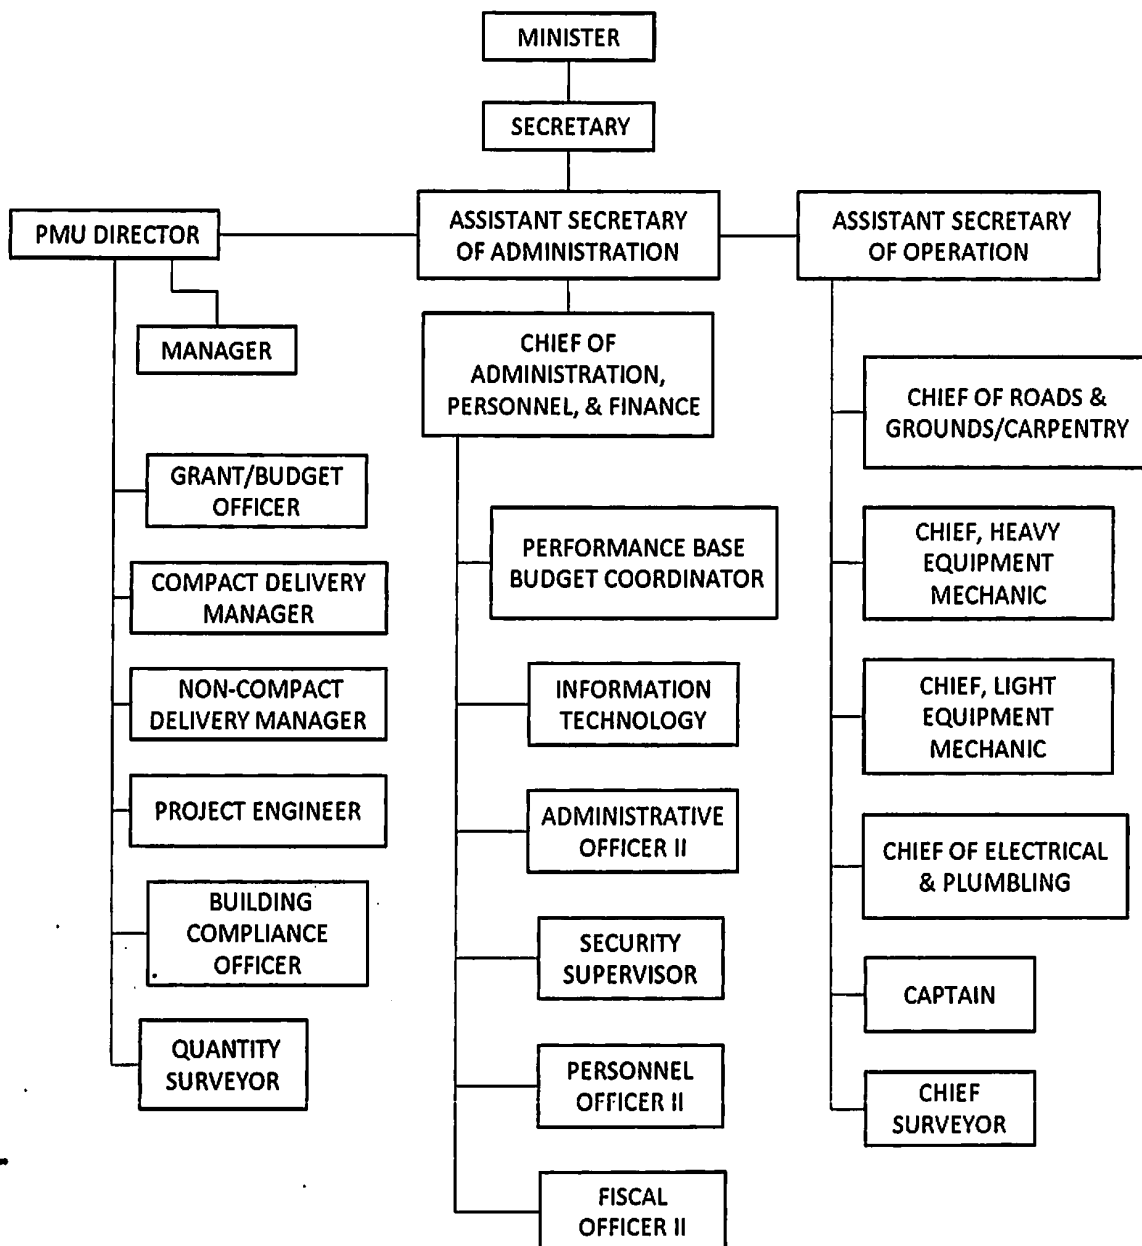 MINISTER
SECRETARY
PMU DIRECTOR
ASSISTANT SECRETARY
OF ADMINISTRATION
ASSISTANT SECRETARY
OF OPERATION
MANAGER
GRANT/BUDGET
OFFICER
COMPACT DELIVERY
MANAGER
NON-COMPACT
DELIVERY MANAGER
PROJECT ENGINEER
BUILDING
COMPLIANCE
OFFICER
QUANTITY
SURVEYOR
CHIEF OF
ADMINISTRATION,
PERSONNEL, & FINANCE
PERFORMANCE BASE
BUDGET COORDINATOR
INFORMATION
TECHNOLOGY
ADMINISTRATIVE
OFFICER II
SECURITY
SUPERVISOR
PERSONNEL
OFFICER II
FISCAL
OFFICER II
CHIEF OF ROADS &
GROUNDS/CARPENTRY
CHIEF, HEAVY
EQUIPMENT
MECHANIC
CHIEF, LIGHT
EQUIPMENT
MECHANIC
CHIEF OF ELECTRICAL
& PLUMBLING
CAPTAIN
CHIEF
SURVEYOR